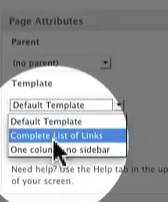 Page Attributes
Parent
(no parent)
Template
Default Template
Default Template
Complete List of Links
One column, no sidebar
Need help? Use the Help tab in the up
of your screen.